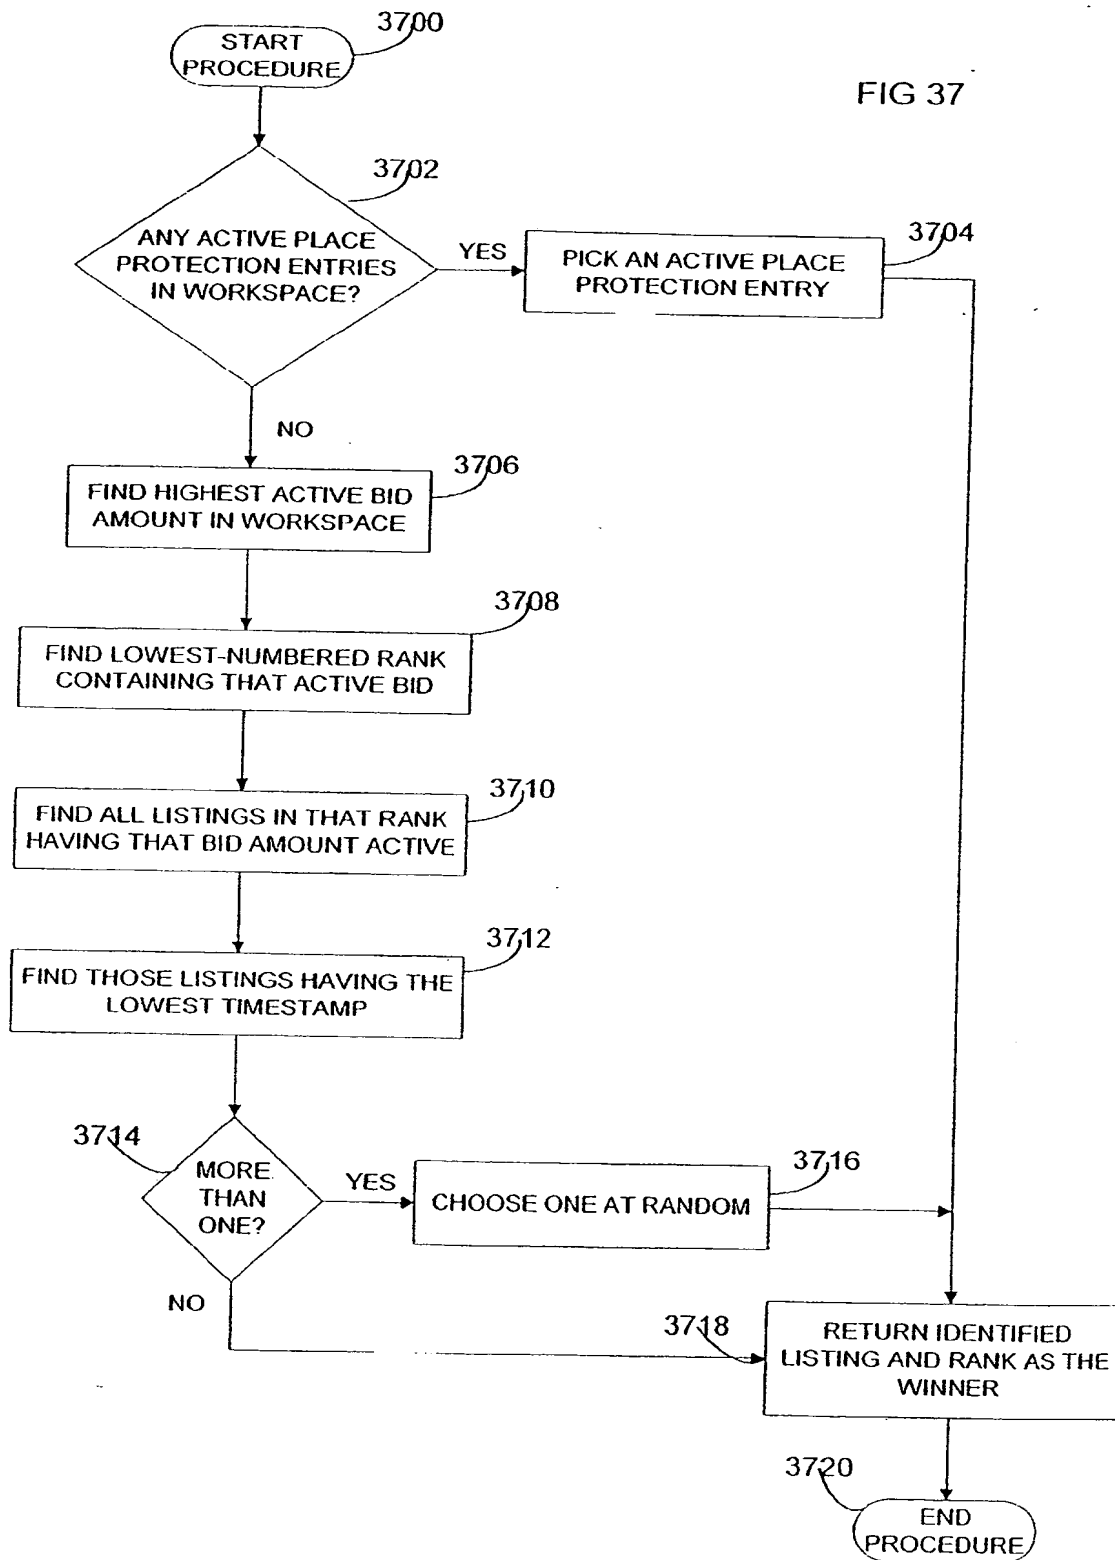 3700
START
PROCEDURE
FIG 37
3702
ANY ACTIVE PLACE
PROTECTION ENTRIES
IN WORKSPACE?
YES
3704
PICK AN ACTIVE PLACE
PROTECTION ENTRY
NO
3706
FIND HIGHEST ACTIVE BID
AMOUNT IN WORKSPACE
3708
FIND LOWEST-NUMBERED RANK
CONTAINING THAT ACTIVE BID
3710
FIND ALL LISTINGS IN THAT RANK
HAVING THAT BID AMOUNT ACTIVE
3712
FIND THOSE LISTINGS HAVING THE
LOWEST TIMESTAMP
3714
MORE
THAN
ONE?
YES
3716
CHOOSE ONE AT RANDOM
NO
3718
RETURN IDENTIFIED
LISTING AND RANK AS THE
WINNER
3720
END
PROCEDURE